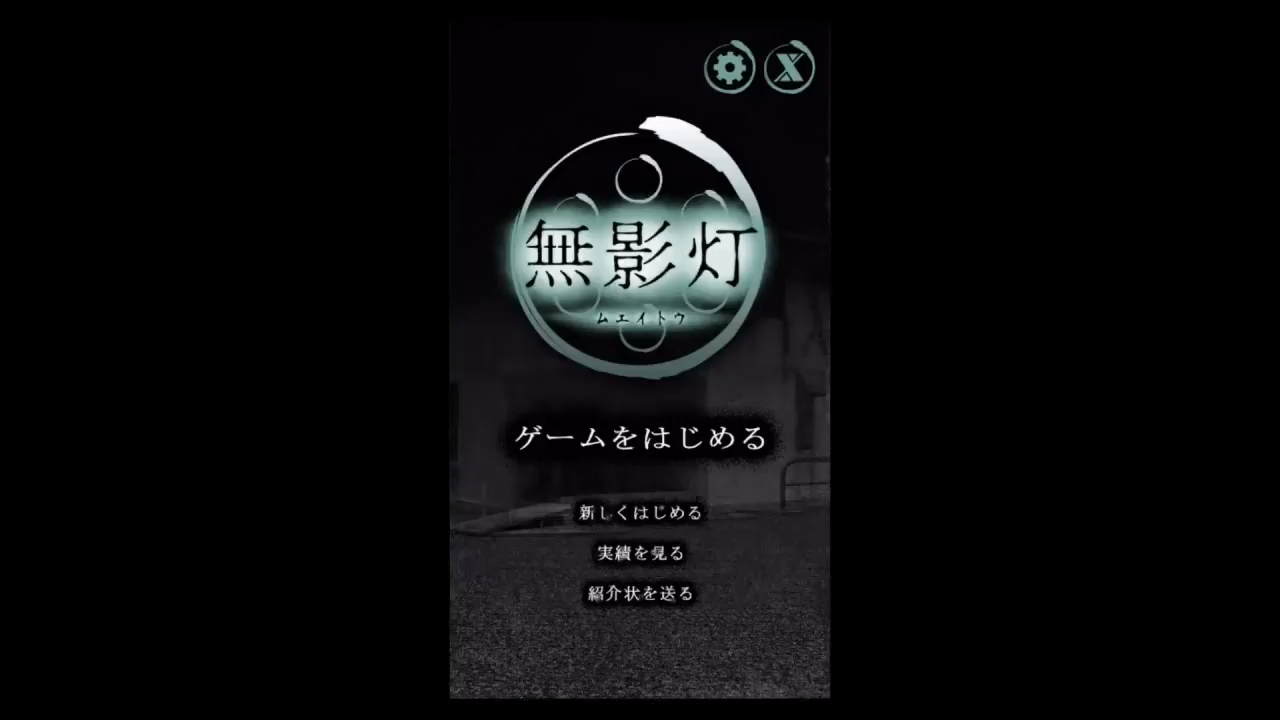 無影灯
ムエイトウ
ゲームをはじめる
新しくはじめる
実績を見る
紹介状を送る